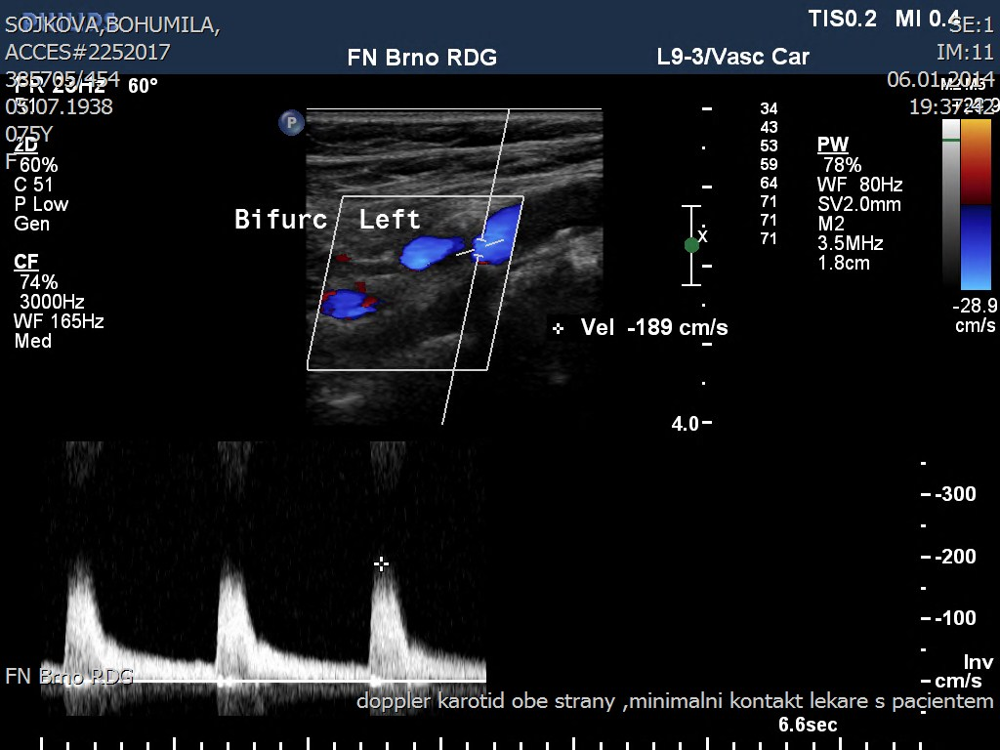 PHILIPS
SOJKOVA,BOHUMILA,
ACCES#2252017
385705/454
05.07.1938
075Y
F
TIS0.2 MI 0.4
SE:1
IM:11
06.01.2014
19:37:42
FN Brno RDG
L9-3/Vasc Car
FR 23Hz 60°
M2 M3
P
2D
60%
C 51
P Low
Gen
CF
74%
3000Hz
WF 165Hz
Med
Bifurc Left
34
43
53
59
64
71
71
71
x
PW
78%
WF 80Hz
SV2.0mm
M2
3.5MHz
1.8cm
-28.9
cm/s
Vel -189 cm/s
4.0
-300
-200
-100
Inv
cm/s
FN Brno RDG
doppler karotid obe strany ,minimalni kontakt lekare s pacientem
6.6sec